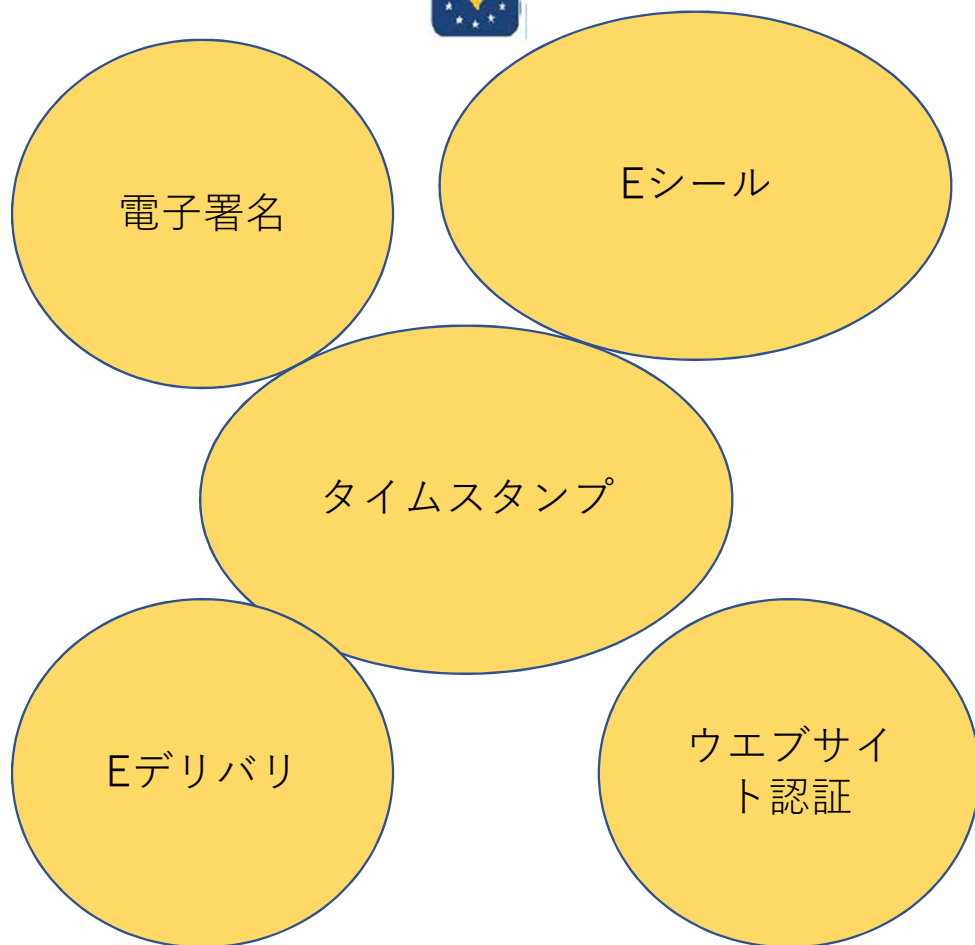 電子署名
Eシール
タイムスタンプ
Eデリバリ
ウエブサイ
ト認証